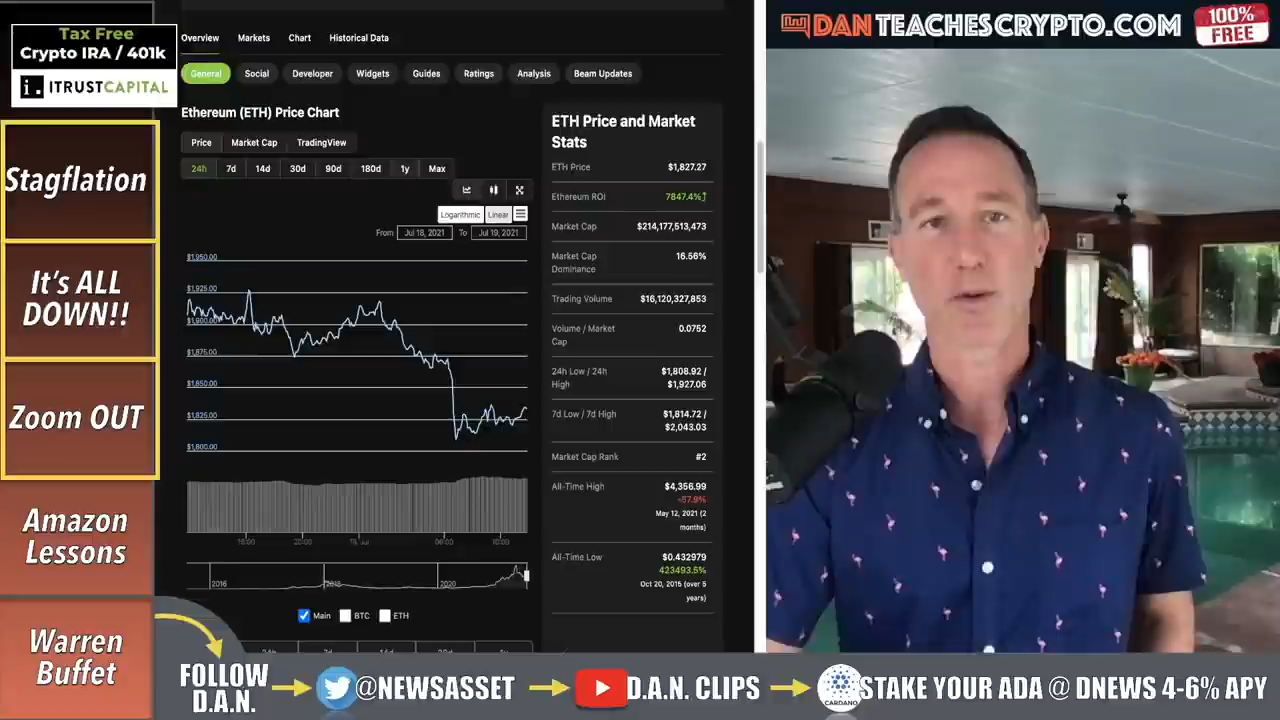 Tax Free
Crypto IRA / 401k
i. ITRUSTCAPITAL
Stagflation
It's ALL
DOWN!!
Zoom OUT
Amazon
Lessons
Warren
Buffet
Overview Markets Chart Historical Data
General Social Developer Widgets Guides Ratings Analysis Beam Updates
Ethereum (ETH) Price Chart
Price Market Cap TradingView
24h 7d 14d 30d 90d 180d 1y Max
Logarithmic Linear
From Jul 18, 2021 To Jul 19, 2021
$1,950.00
$1,925.00
$1,900.00
$1,875.00
$1,850.00
$1,825.00
$1,800.00
2016 2018 2020
Main BTC ETH
ETH Price and Market
Stats
ETH Price $1,827.27
Ethereum ROI 7847.4%
Market Cap $214,177,513,473
Market Cap
Dominance
16.56%
Trading Volume $16,120,327,853
Volume / Market
Cap
0.0752
24h Low / 24h
High
$1,808.92 /
$1,927.06
7d Low / 7d High
$1,814.72 /
$2,043.03
Market Cap Rank #2
All-Time High $4,356.99
May 12, 2021 (2
months)
All-Time Low $0.432979
423493.5%
Oct 20, 2015 (over 5
years)
DANTEACHESCRYPTO.COM
100%
FREE
FOLLOW
D.A.N.
@NEWSASSET
D.A.N. CLIPS
CARDANO
STAKE YOUR ADA @ DNEWS 4-6% APY